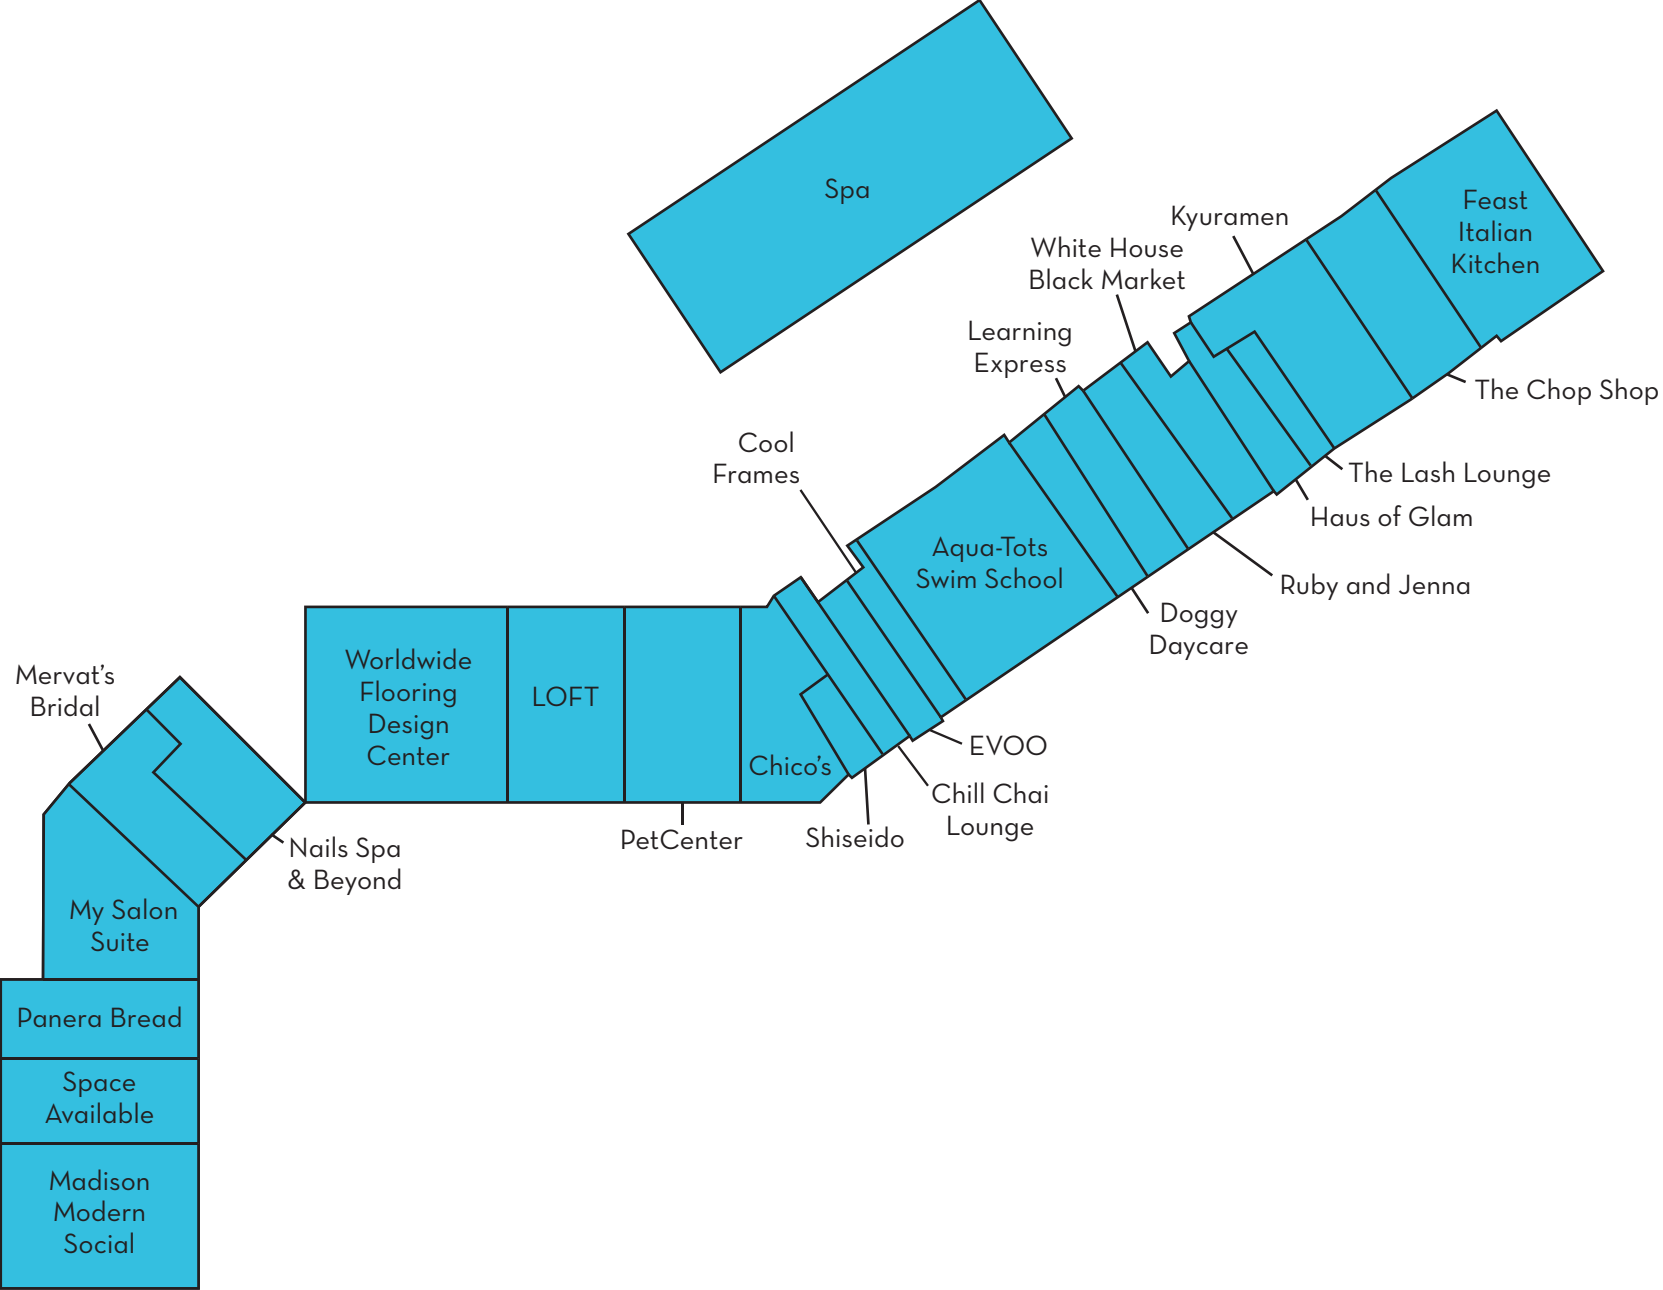 Spa
Feast
Italian
Kitchen
Kyuramen
White House
Black Market
Learning
Express
The Chop Shop
Cool
Frames
The Lash Lounge
Haus of Glam
Aqua-Tots
Swim School
Ruby and Jenna
Doggy
Daycare
Mervat's
Bridal
Worldwide
Flooring
Design
Center
LOFT
Chico's
EVOO
Chill Chai
Lounge
Shiseido
PetCenter
Nails Spa
& Beyond
My Salon
Suite
Panera Bread
Space
Available
Madison
Modern
Social